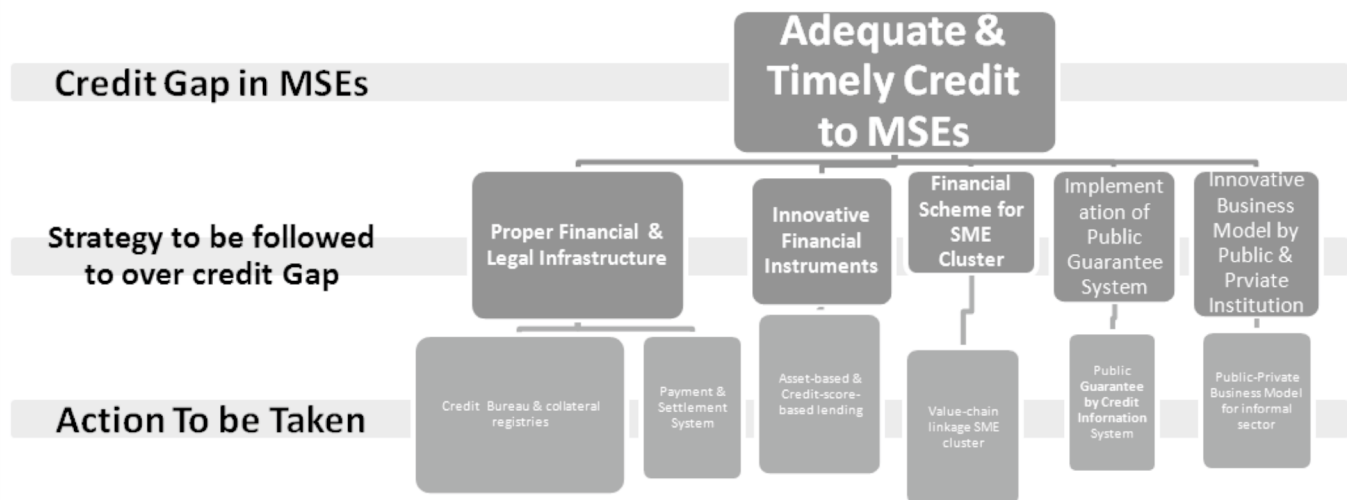 Credit Gap in MSEs
Adequate &
Timely Credit
to MSEs
Strategy to be followed
to over credit Gap
Proper Financial &
Legal Infrastructure
Innovative
Financial
Instruments
Financial
Scheme for
SME
Cluster
Implement
ation of
Public
Guarantee
System
Innovative
Business
Model by
Public &
Prviate
Institution
Action To be Taken
Credit Bureau & collateral
registries
Payment &
Settlement
System
Asset-based &
Credit-score-
based lending
Value-chain
linkage SME
cluster
Public
Guarantee
by Credit
Infornation
System
Public-Private
Business Model
for informal
sector